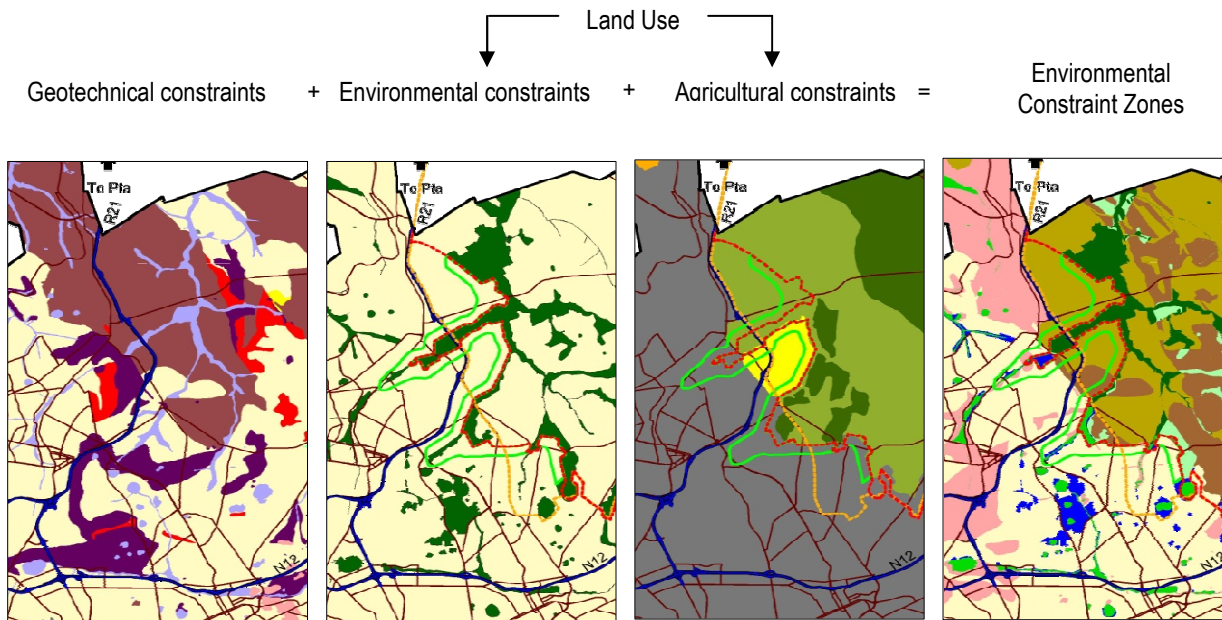 Land Use
Geotechnical constraints + Environmental constraints + Agricultural constraints = Environmental Constraint Zones
To Pta
R21
N12
To Pta
R21
To Pta
R21
N12
To Pta
R21
N12